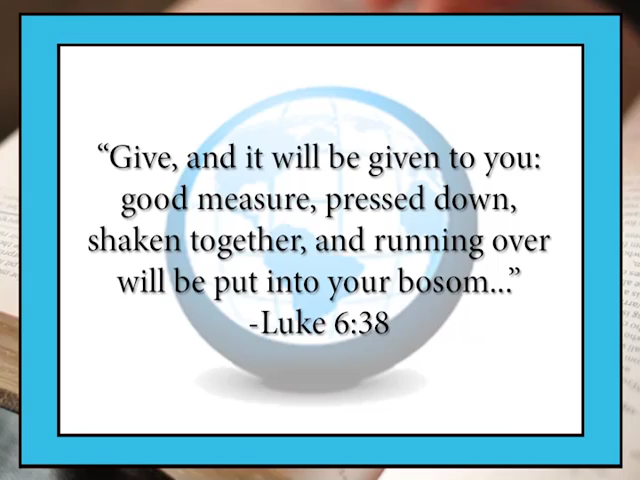 “Give, and it will be given to you:
good measure, pressed down,
shaken together, and running over
will be put into your bosom...”
-Luke 6:38